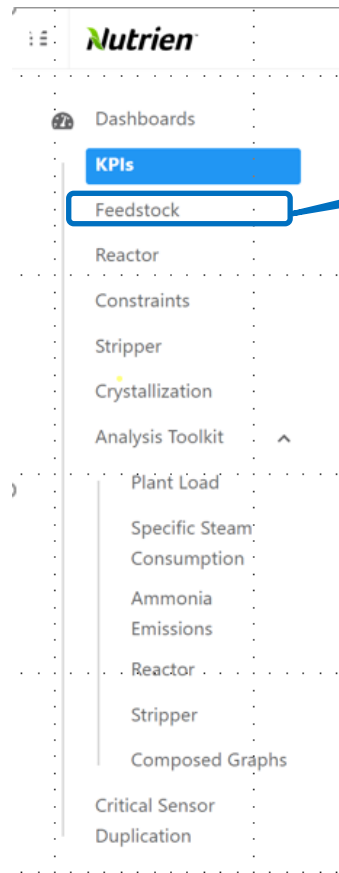 Nutrien
Dashboards
KPIs
Feedstock
Reactor
Constraints
Stripper
Crystallization
Analysis Toolkit
Plant Load
Specific Steam
Consumption
Ammonia
Emissions
Reactor
Stripper
Composed Graphs
Critical Sensor
Duplication